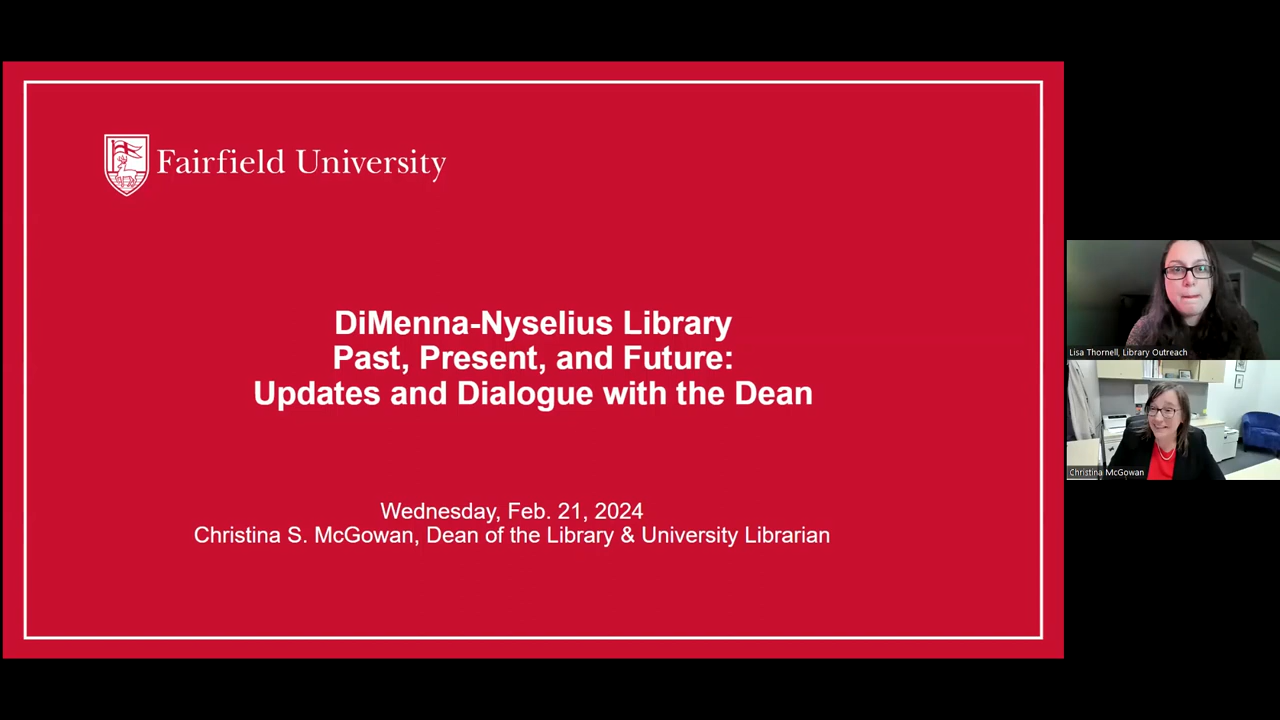 Fairfield University
DiMenna-Nyselius Library
Past, Present, and Future:
Updates and Dialogue with the Dean
Wednesday, Feb. 21, 2024
Christina S. McGowan, Dean of the Library & University Librarian
Lisa Thornell, Library Outreach
Christina McGowan